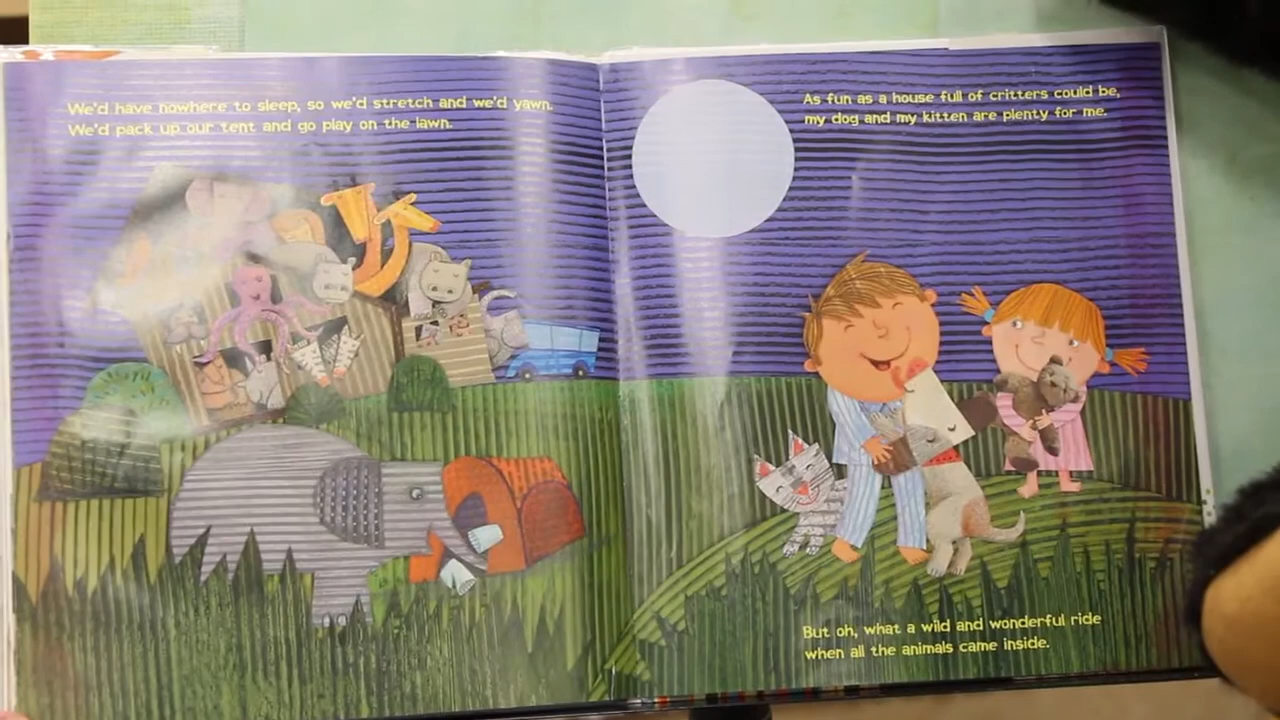 We'd have nowhere to sleep, so we'd stretch and we'd yawn.
We'd pack up our tent and go play on the lawn.
As fun as a house full of critters could be,
my dog and my kitten are plenty for me.
But oh, what a wild and wonderful ride
when all the animals came inside.